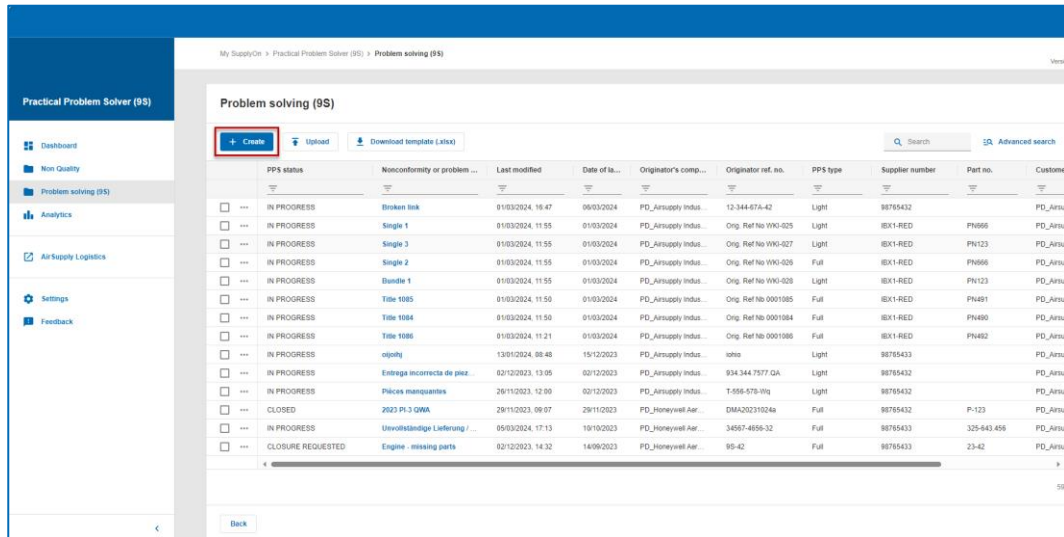 My SupplyOn > Practical Problem Solver (9S) > Problem solving (9S)
Practical Problem Solver (9S)
Dashboard
Non Quality
Problem solving (9S)
Analytics
AirSupply Logistics
Settings
Feedback
Problem solving (9S)
+ Create Upload Download template (.xlsx) Search Advanced search
PPS status Nonconformity or problem ... Last modified Date of la... Originator's comp... Originator ref. no. PPS type Supplier number Part no. Custome
IN PROGRESS Broken link 01/03/2024, 16:47 06/03/2024 PD_Airsupply Indus... 12-344-67A-42 Light 98765432 PD_Airsu
IN PROGRESS Single 1 01/03/2024, 11:55 01/03/2024 PD_Airsupply Indus... Orig. Ref No WKI-025 Light IBX1-RED PN666 PD_Airsu
IN PROGRESS Single 3 01/03/2024, 11:55 01/03/2024 PD_Airsupply Indus... Orig. Ref No WKI-027 Light IBX1-RED PN123 PD_Airsu
IN PROGRESS Single 2 01/03/2024, 11:55 01/03/2024 PD_Airsupply Indus... Orig. Ref No WKI-026 Full IBX1-RED PN666 PD_Airsu
IN PROGRESS Bundle 1 01/03/2024, 11:55 01/03/2024 PD_Airsupply Indus... Orig. Ref No WKI-028 Light IBX1-RED PN123 PD_Airsu
IN PROGRESS Title 1085 01/03/2024, 11:50 01/03/2024 PD_Airsupply Indus... Orig. Ref Nb 0001085 Full IBX1-RED PN491 PD_Airsu
IN PROGRESS Title 1084 01/03/2024, 11:50 01/03/2024 PD_Airsupply Indus... Orig. Ref Nb 0001084 Full IBX1-RED PN490 PD_Airsu
IN PROGRESS Title 1086 01/03/2024, 11:21 01/03/2024 PD_Airsupply Indus... Orig. Ref Nb 0001086 Full IBX1-RED PN492 PD_Airsu
IN PROGRESS oijoihj 13/01/2024, 08:48 15/12/2023 PD_Airsupply Indus... iohio Light 98765433 PD_Airsu
IN PROGRESS Entrega incorrecta de piez... 02/12/2023, 13:05 02/12/2023 PD_Airsupply Indus... 934.344.7577.QA Light 98765432 PD_Airsu
IN PROGRESS Pièces manquantes 26/11/2023, 12:00 02/12/2023 PD_Airsupply Indus... T-556-578-Wq Light 98765432 PD_Airsu
CLOSED 2023 PI-3 QWA 29/11/2023, 09:07 29/11/2023 PD_Honeywell Aer... DMA20231024a Full 98765432 P-123 PD_Airsu
IN PROGRESS Unvollständige Lieferung / ... 05/03/2024, 17:13 10/10/2023 PD_Honeywell Aer... 34567-4656-32 Full 98765433 325-643.456 PD_Airsu
CLOSURE REQUESTED Engine - missing parts 02/12/2023, 14:32 14/09/2023 PD_Honeywell Aer... 9S-42 Full 98765433 23-42 PD_Airsu
Back